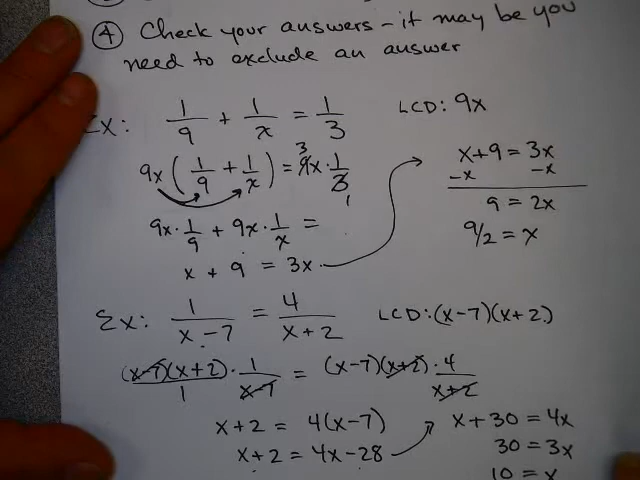 ④ Check your answers - it may be you
need to exclude an answer
Ex: 1/9 + 1/x = 1/3 LCD: 9x
9x(1/9 + 1/x) = 9x · 1/3
3 1
9x · 1/9 + 9x · 1/x =
x + 9 = 3x
x + 9 = 3x
-x -x
9 = 2x
9/2 = x
Ex: 1/(x-7) = 4/(x+2) LCD: (x-7)(x+2)
(x-7)(x+2)/1 · 1/(x-7) = (x-7)(x+2) · 4/(x+2)
x+2 = 4(x-7)
x+2 = 4x-28
x+30 = 4x
30 = 3x
10 = x